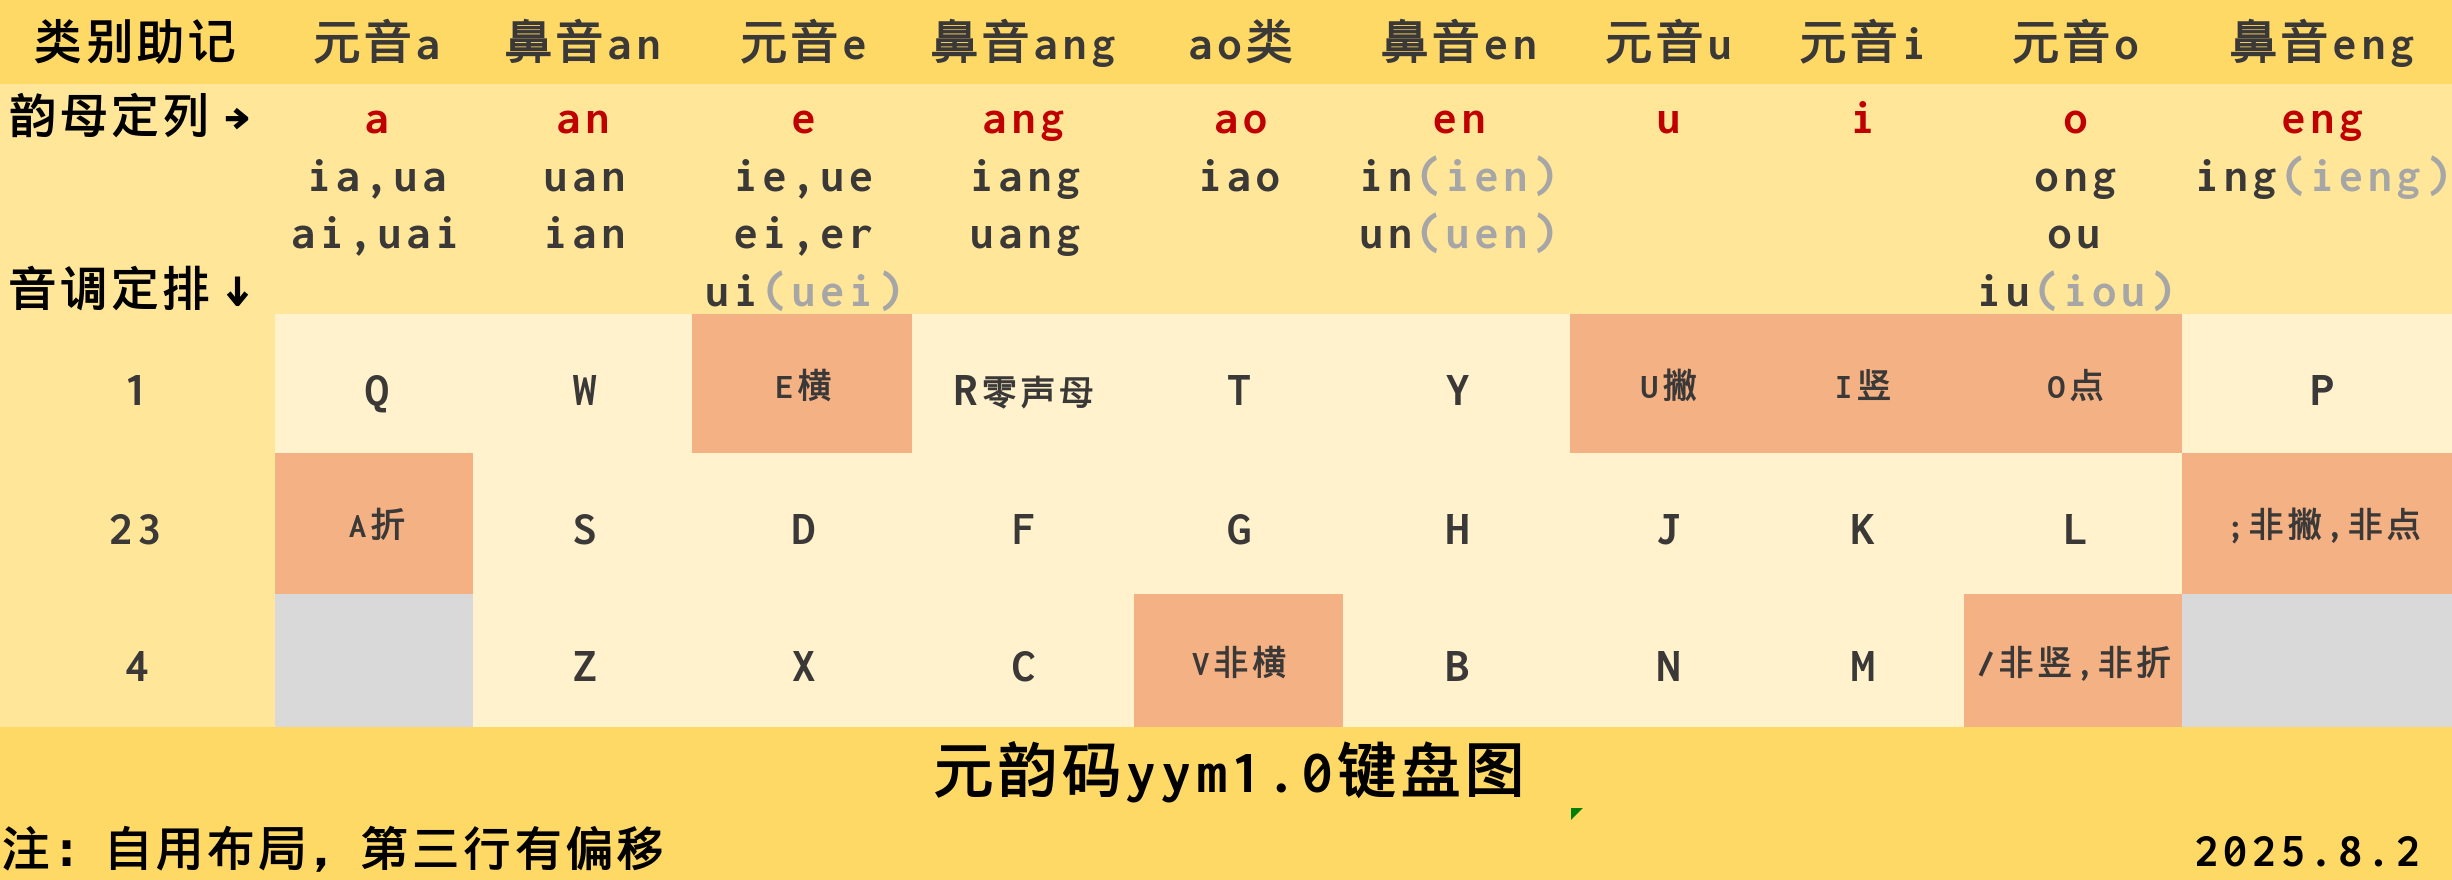 类别助记 元音a 鼻音an 元音e 鼻音ang ao类 鼻音en 元音u 元音i 元音o 鼻音eng
韵母定列→ a an e ang ao en u i o eng
ia,ua uan ie,ue iang iao in(ien) ong ing(ieng)
ai,uai ian ei,er uang un(uen) ou
音调定排↓ ui(uei) iu(iou)
1 Q W E横 R零声母 T Y U撇 I竖 O点 P
23 A折 S D F G H J K L ;非撇,非点
4 Z X C V非横 B N M /非竖,非折
元韵码yym1.0键盘图
注：自用布局，第三行有偏移 2025.8.2